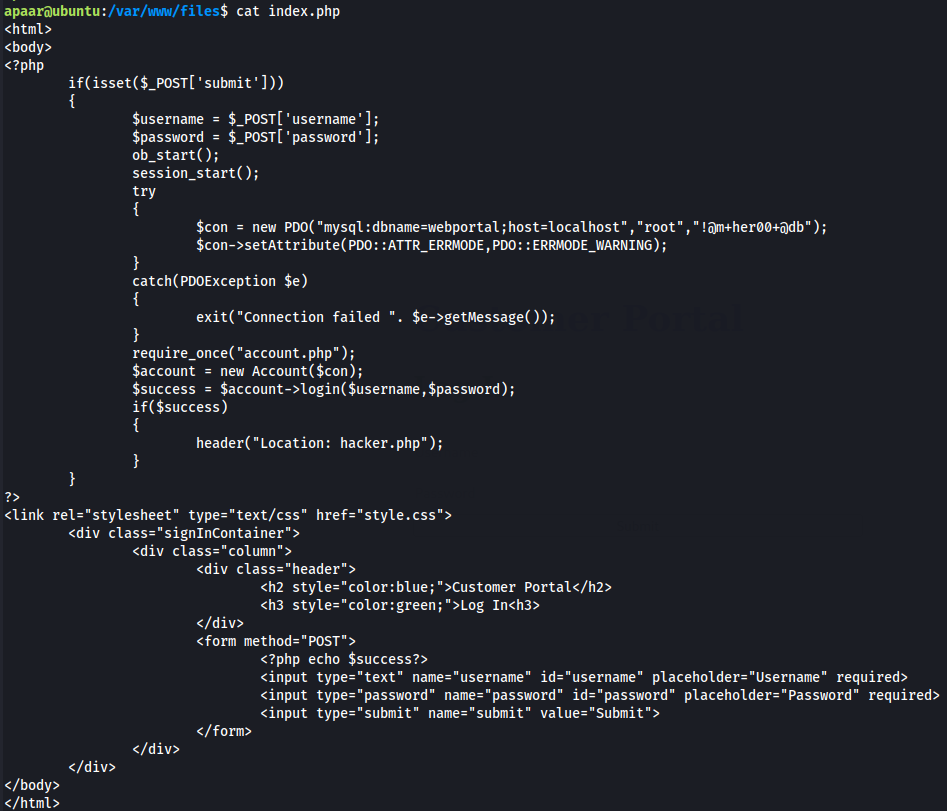 apaar@ubuntu:/var/www/files$ cat index.php
<html>
<body>
<?php
        if(isset($_POST['submit']))
        {
                $username = $_POST['username'];
                $password = $_POST['password'];
                ob_start();
                session_start();
                try
                {
                        $con = new PDO("mysql:dbname=webportal;host=localhost","root","!@m+her00+@db");
                        $con->setAttribute(PDO::ATTR_ERRMODE,PDO::ERRMODE_WARNING);
                }
                catch(PDOException $e)
                {
                        exit("Connection failed ". $e->getMessage());
                }
                require_once("account.php");
                $account = new Account($con);
                $success = $account->login($username,$password);
                if($success)
                {
                        header("Location: hacker.php");
                }
        }
?>
<link rel="stylesheet" type="text/css" href="style.css">
        <div class="signInContainer">
                <div class="column">
                        <div class="header">
                                <h2 style="color:blue;">Customer Portal</h2>
                                <h3 style="color:green;">Log In<h3>
                        </div>
                        <form method="POST">
                                <?php echo $success?>
                                <input type="text" name="username" id="username" placeholder="Username" required>
                                <input type="password" name="password" id="password" placeholder="Password" required>
                                <input type="submit" name="submit" value="Submit">
                        </form>
                </div>
        </div>
</body>
</html>